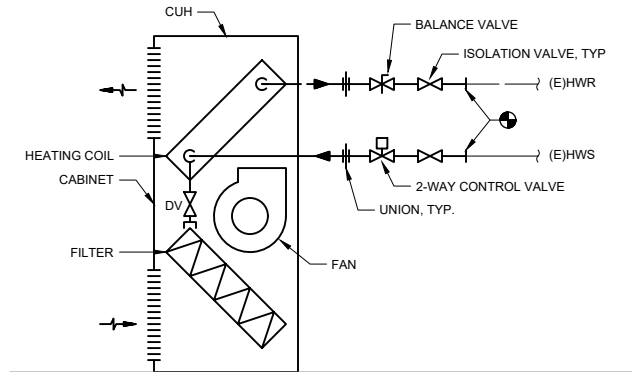 CUH
BALANCE VALVE
ISOLATION VALVE, TYP
(E)HWR
HEATING COIL
(E)HWS
CABINET
2-WAY CONTROL VALVE
DV
UNION, TYP.
FILTER
FAN